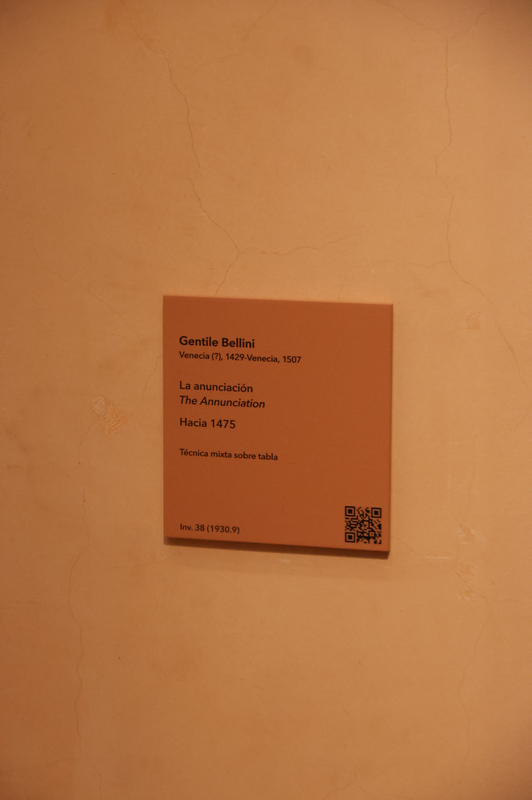 Gentile Bellini
Venecia (?), 1429-Venecia, 1507
La anunciación
The Annunciation
Hacia 1475
Técnica mixta sobre tabla
Inv. 38 (1930.9)